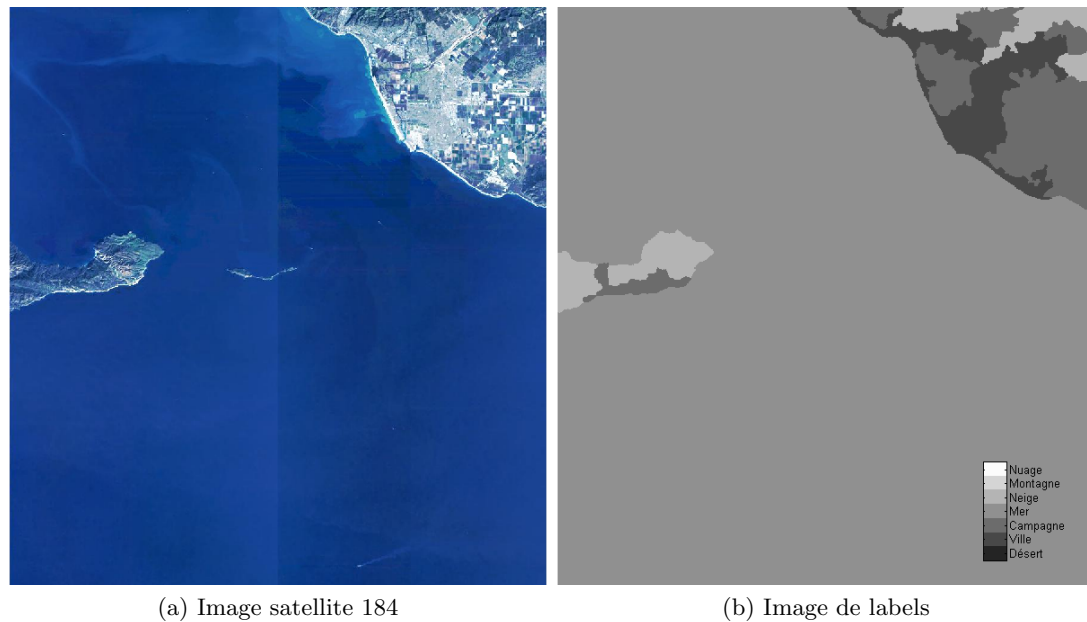 Nuage
Montagne
Neige
Mer
Campagne
Ville
Désert
(a) Image satellite 184
(b) Image de labels